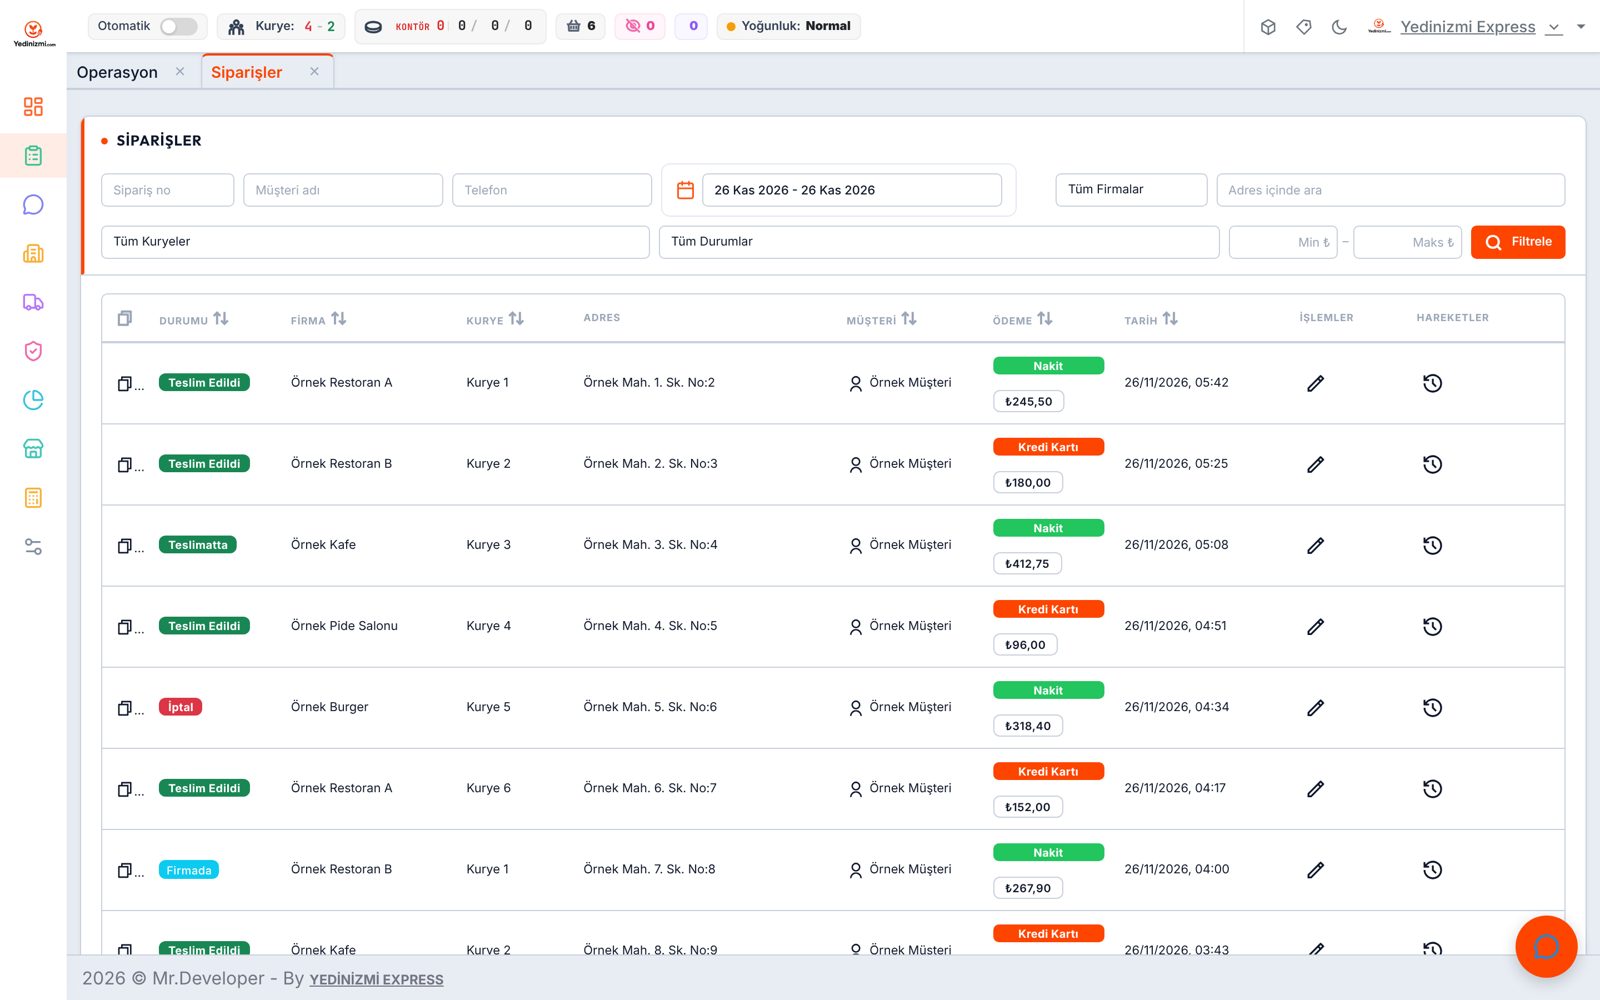 Yedinizmi.com
Otomatik
Kurye: 4 - 2
KONTÖR 0 0 / 0 / 0
6
0
0
Yoğunluk: Normal
Yedinizmi Express
Operasyon
Siparişler
SİPARİŞLER
Sipariş no
Müşteri adı
Telefon
26 Kas 2026 - 26 Kas 2026
Tüm Firmalar
Adres içinde ara
Tüm Kuryeler
Tüm Durumlar
Min ₺ – Maks ₺
Filtrele
DURUMU FİRMA KURYE ADRES MÜŞTERİ ÖDEME TARİH İŞLEMLER HAREKETLER
... Teslim Edildi Örnek Restoran A Kurye 1 Örnek Mah. 1. Sk. No:2 Örnek Müşteri Nakit ₺245,50 26/11/2026, 05:42
... Teslim Edildi Örnek Restoran B Kurye 2 Örnek Mah. 2. Sk. No:3 Örnek Müşteri Kredi Kartı ₺180,00 26/11/2026, 05:25
... Teslimatta Örnek Kafe Kurye 3 Örnek Mah. 3. Sk. No:4 Örnek Müşteri Nakit ₺412,75 26/11/2026, 05:08
... Teslim Edildi Örnek Pide Salonu Kurye 4 Örnek Mah. 4. Sk. No:5 Örnek Müşteri Kredi Kartı ₺96,00 26/11/2026, 04:51
... İptal Örnek Burger Kurye 5 Örnek Mah. 5. Sk. No:6 Örnek Müşteri Nakit ₺318,40 26/11/2026, 04:34
... Teslim Edildi Örnek Restoran A Kurye 6 Örnek Mah. 6. Sk. No:7 Örnek Müşteri Kredi Kartı ₺152,00 26/11/2026, 04:17
... Firmada Örnek Restoran B Kurye 1 Örnek Mah. 7. Sk. No:8 Örnek Müşteri Nakit ₺267,90 26/11/2026, 04:00
Teslim Edildi Örnek Kafe Kurye 2 Örnek Mah. 8. Sk. No:9 Örnek Müşteri Kredi Kartı 26/11/2026, 03:43
2026 © Mr.Developer - By YEDİNİZMİ EXPRESS